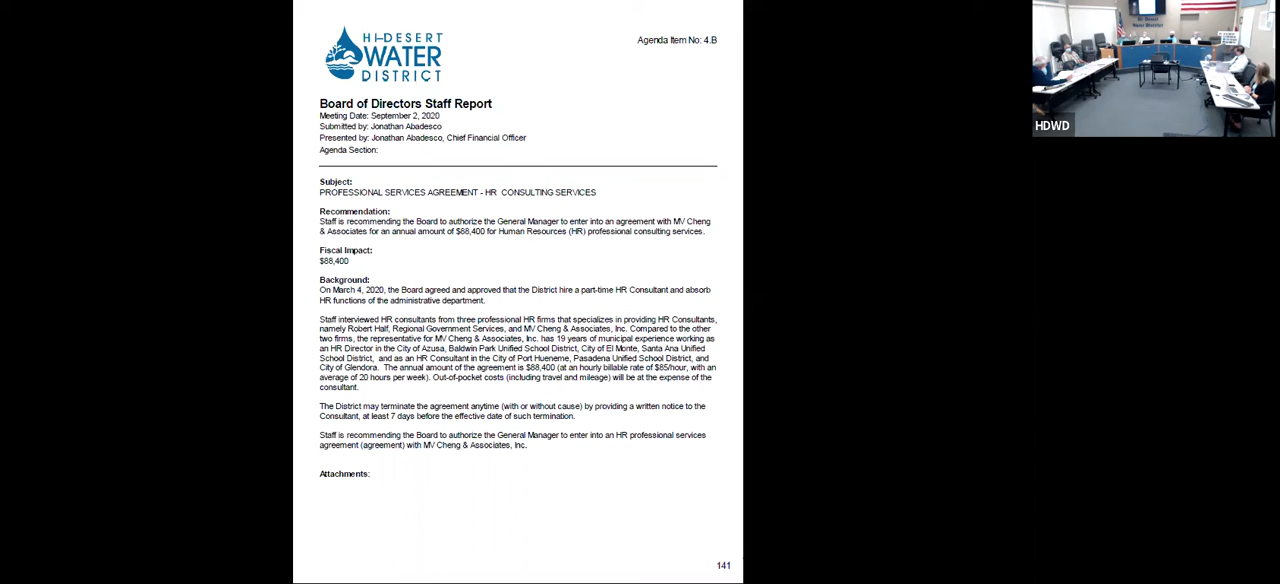 HI-DESERT
WATER
DISTRICT
Agenda Item No: 4.B
Board of Directors Staff Report
Meeting Date: September 2, 2020
Submitted by: Jonathan Abadesco
Presented by: Jonathan Abadesco, Chief Financial Officer
Agenda Section:
Subject:
PROFESSIONAL SERVICES AGREEMENT - HR CONSULTING SERVICES
Recommendation:
Staff is recommending the Board to authorize the General Manager to enter into an agreement with MV Cheng
& Associates for an annual amount of $88,400 for Human Resources (HR) professional consulting services.
Fiscal Impact:
$88,400
Background:
On March 4, 2020, the Board agreed and approved that the District hire a part-time HR Consultant and absorb
HR functions of the administrative department.
Staff interviewed HR consultants from three professional HR firms that specializes in providing HR Consultants,
namely Robert Half, Regional Government Services, and MV Cheng & Associates, Inc. Compared to the other
two firms, the representative for MV Cheng & Associates, Inc. has 19 years of municipal experience working as
an HR Director in the City of Azusa, Baldwin Park Unified School District, City of El Monte, Santa Ana Unified
School District, and as an HR Consultant in the City of Port Hueneme, Pasadena Unified School District, and
City of Glendora. The annual amount of the agreement is $88,400 (at an hourly billable rate of $85/hour, with an
average of 20 hours per week). Out-of-pocket costs (including travel and mileage) will be at the expense of the
consultant.
The District may terminate the agreement anytime (with or without cause) by providing a written notice to the
Consultant, at least 7 days before the effective date of such termination.
Staff is recommending the Board to authorize the General Manager to enter into an HR professional services
agreement (agreement) with MV Cheng & Associates, Inc.
Attachments:
141
Hi-Desert
Water District
HDWD